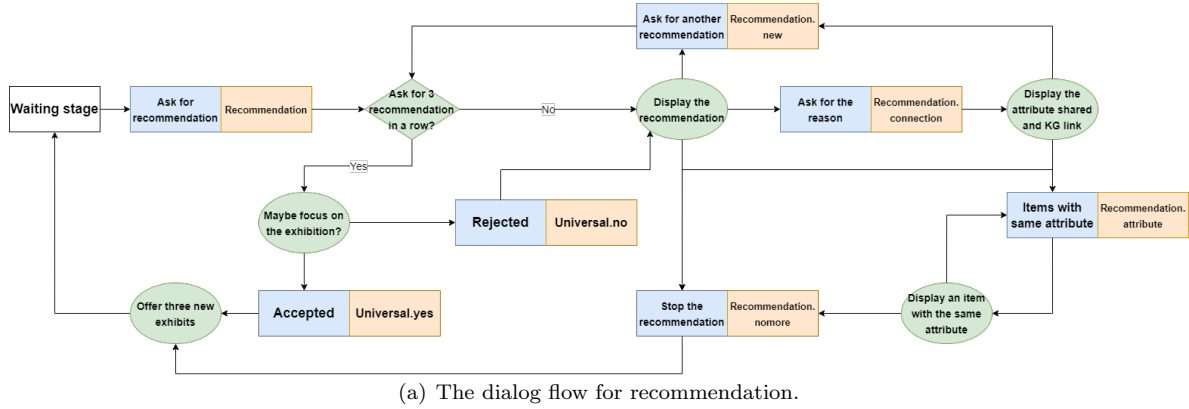 Ask for another
recommendation
Recommendation.
new
Waiting stage
Ask for
recommendation
Recommendation
Ask for 3
recommendation
in a row?
No
Display the
recommendation
Ask for the
reason
Recommendation.
connection
Display the
attribute shared
and KG link
Yes
Maybe focus on
the exhibition?
Rejected
Universal.no
Items with
same attribute
Recommendation.
attribute
Offer three new
exhibits
Accepted
Universal.yes
Stop the
recommendation
Recommendation.
nomore
Display an item
with the same
attribute
(a) The dialog flow for recommendation.